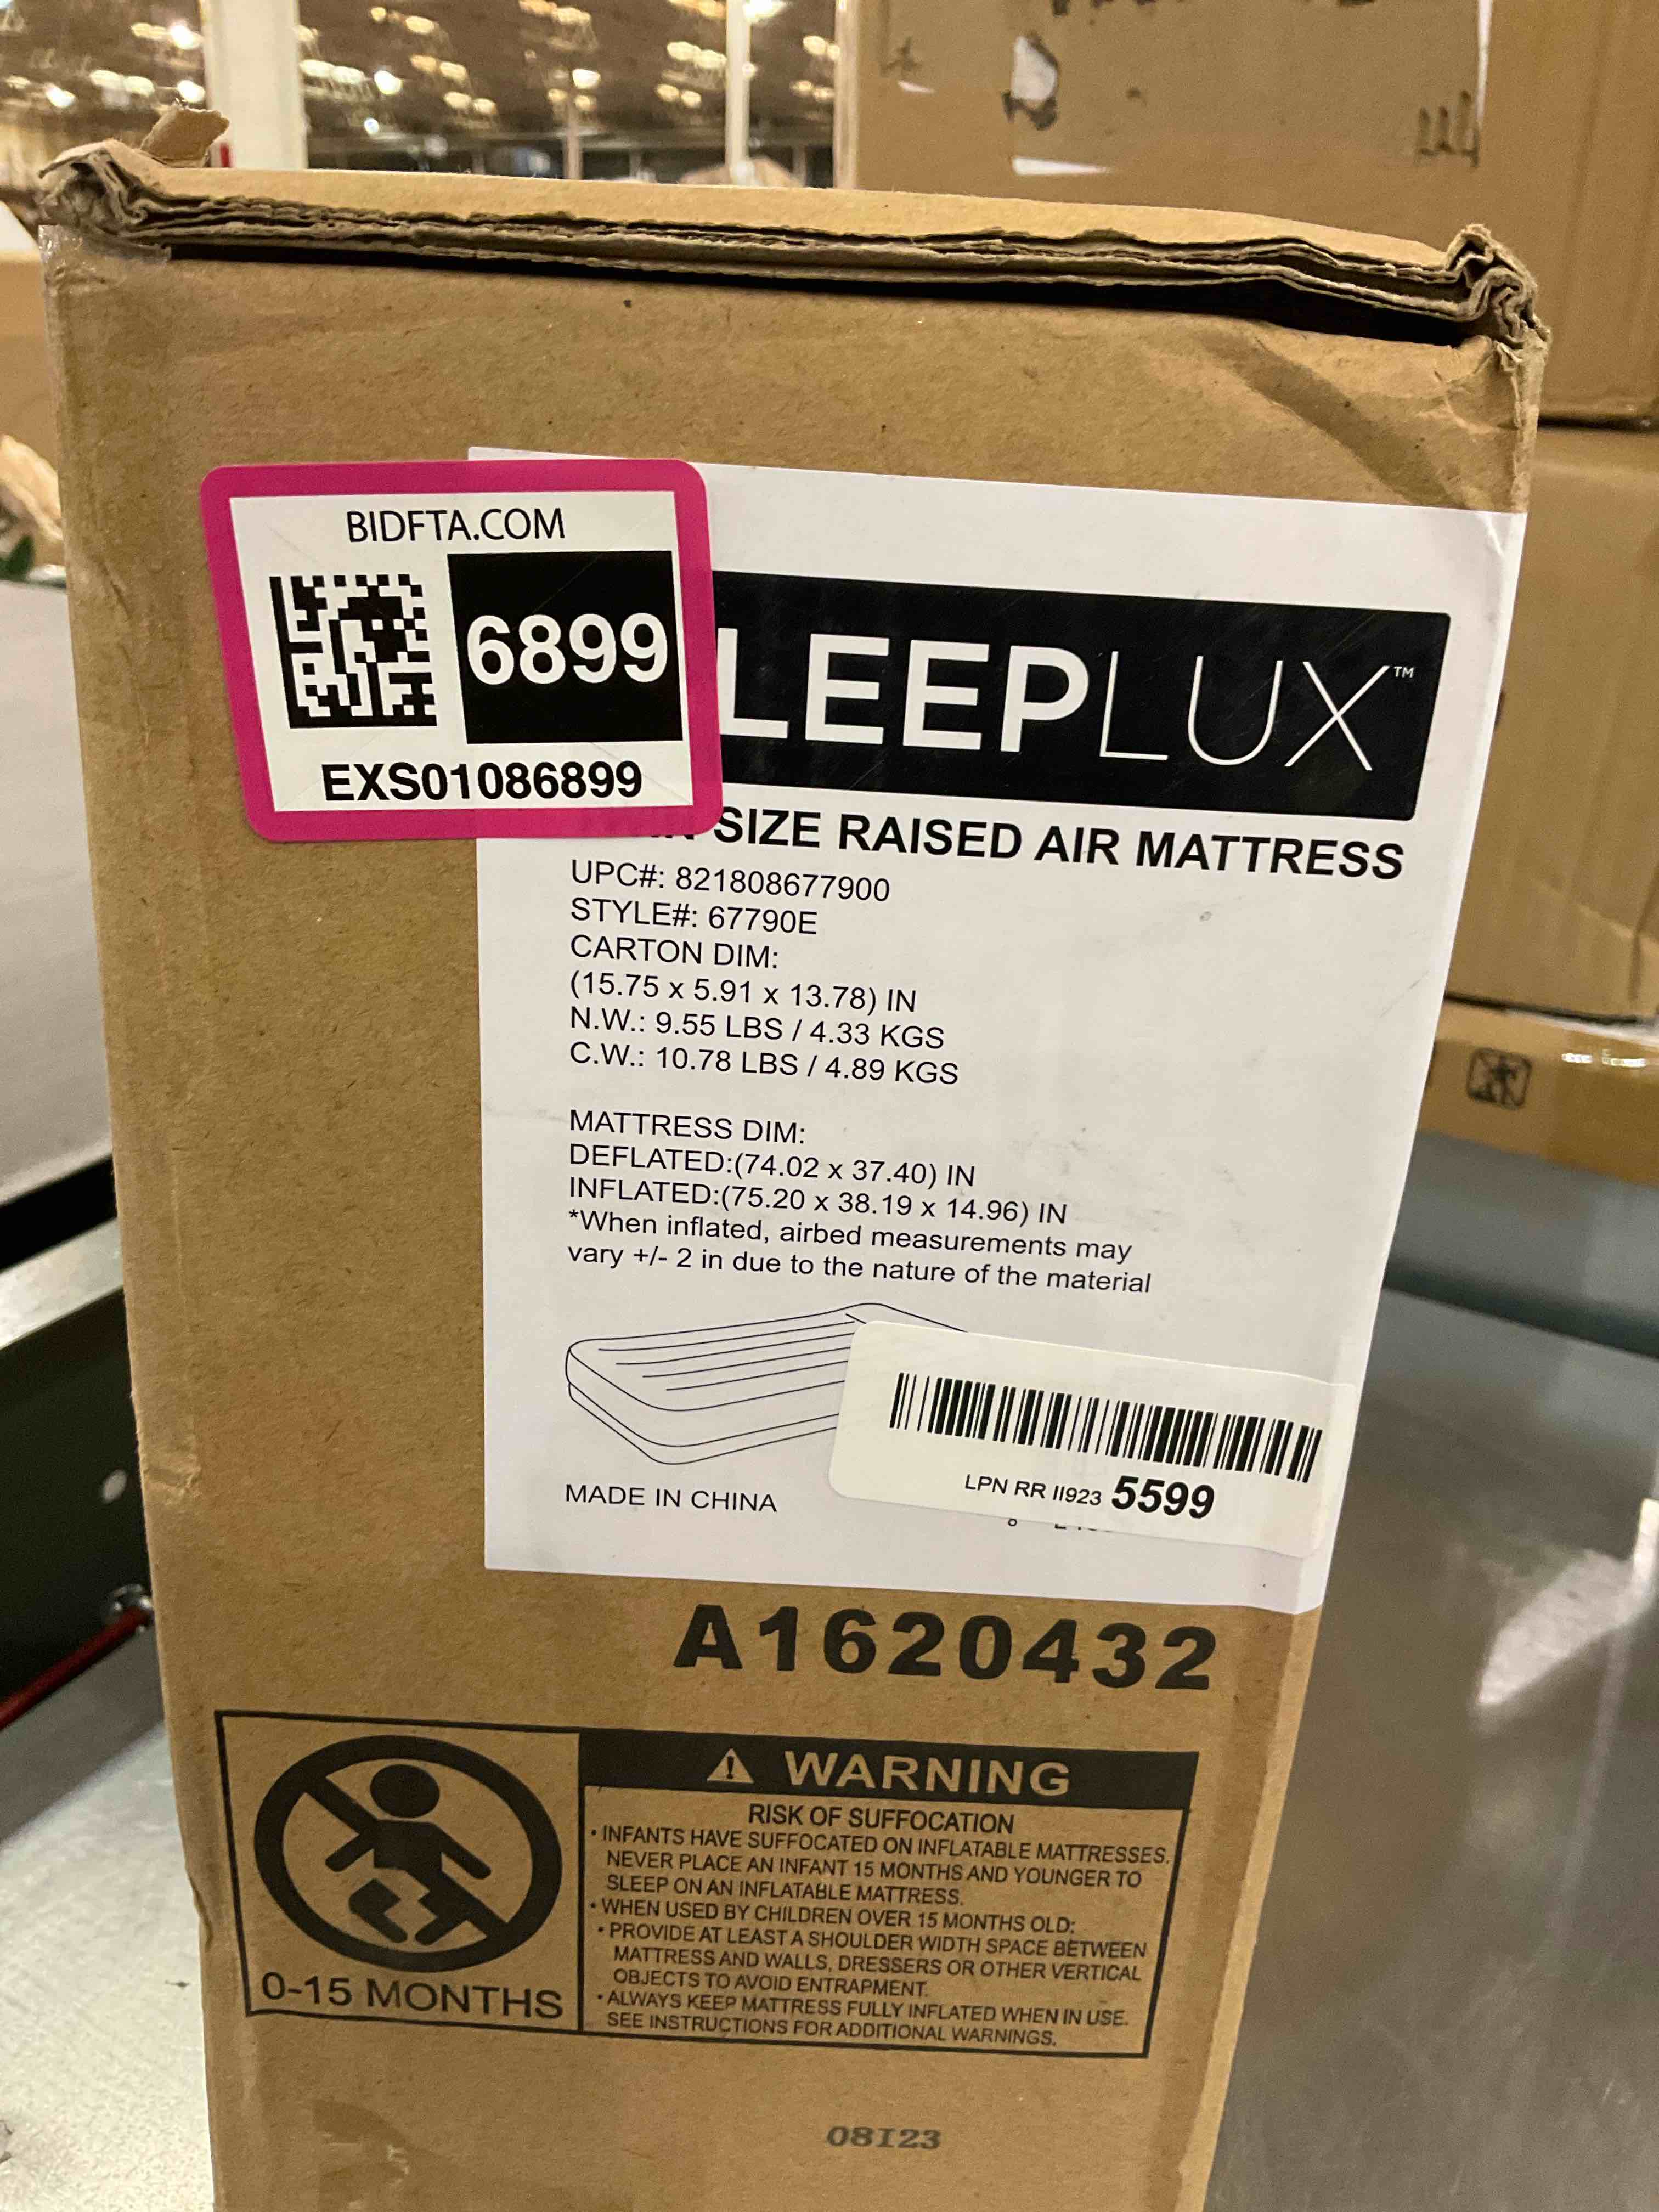 BIDFTA.COM
6899
EXS01086899
LEEPLUX™
SIZE RAISED AIR MATTRESS
UPC#: 821808677900
STYLE#: 67790E
CARTON DIM:
(15.75 x 5.91 x 13.78) IN
N.W.: 9.55 LBS / 4.33 KGS
C.W.: 10.78 LBS / 4.89 KGS
MATTRESS DIM:
DEFLATED:(74.02 x 37.40) IN
INFLATED:(75.20 x 38.19 x 14.96) IN
*When inflated, airbed measurements may
vary +/- 2 in due to the nature of the material
MADE IN CHINA
LPN RR II923 5599
A1620432
⚠ WARNING
RISK OF SUFFOCATION
• INFANTS HAVE SUFFOCATED ON INFLATABLE MATTRESSES.
NEVER PLACE AN INFANT 15 MONTHS AND YOUNGER TO
SLEEP ON AN INFLATABLE MATTRESS.
• WHEN USED BY CHILDREN OVER 15 MONTHS OLD:
• PROVIDE AT LEAST A SHOULDER WIDTH SPACE BETWEEN
MATTRESS AND WALLS, DRESSERS OR OTHER VERTICAL
OBJECTS TO AVOID ENTRAPMENT.
• ALWAYS KEEP MATTRESS FULLY INFLATED WHEN IN USE.
SEE INSTRUCTIONS FOR ADDITIONAL WARNINGS.
0-15 MONTHS
08I23